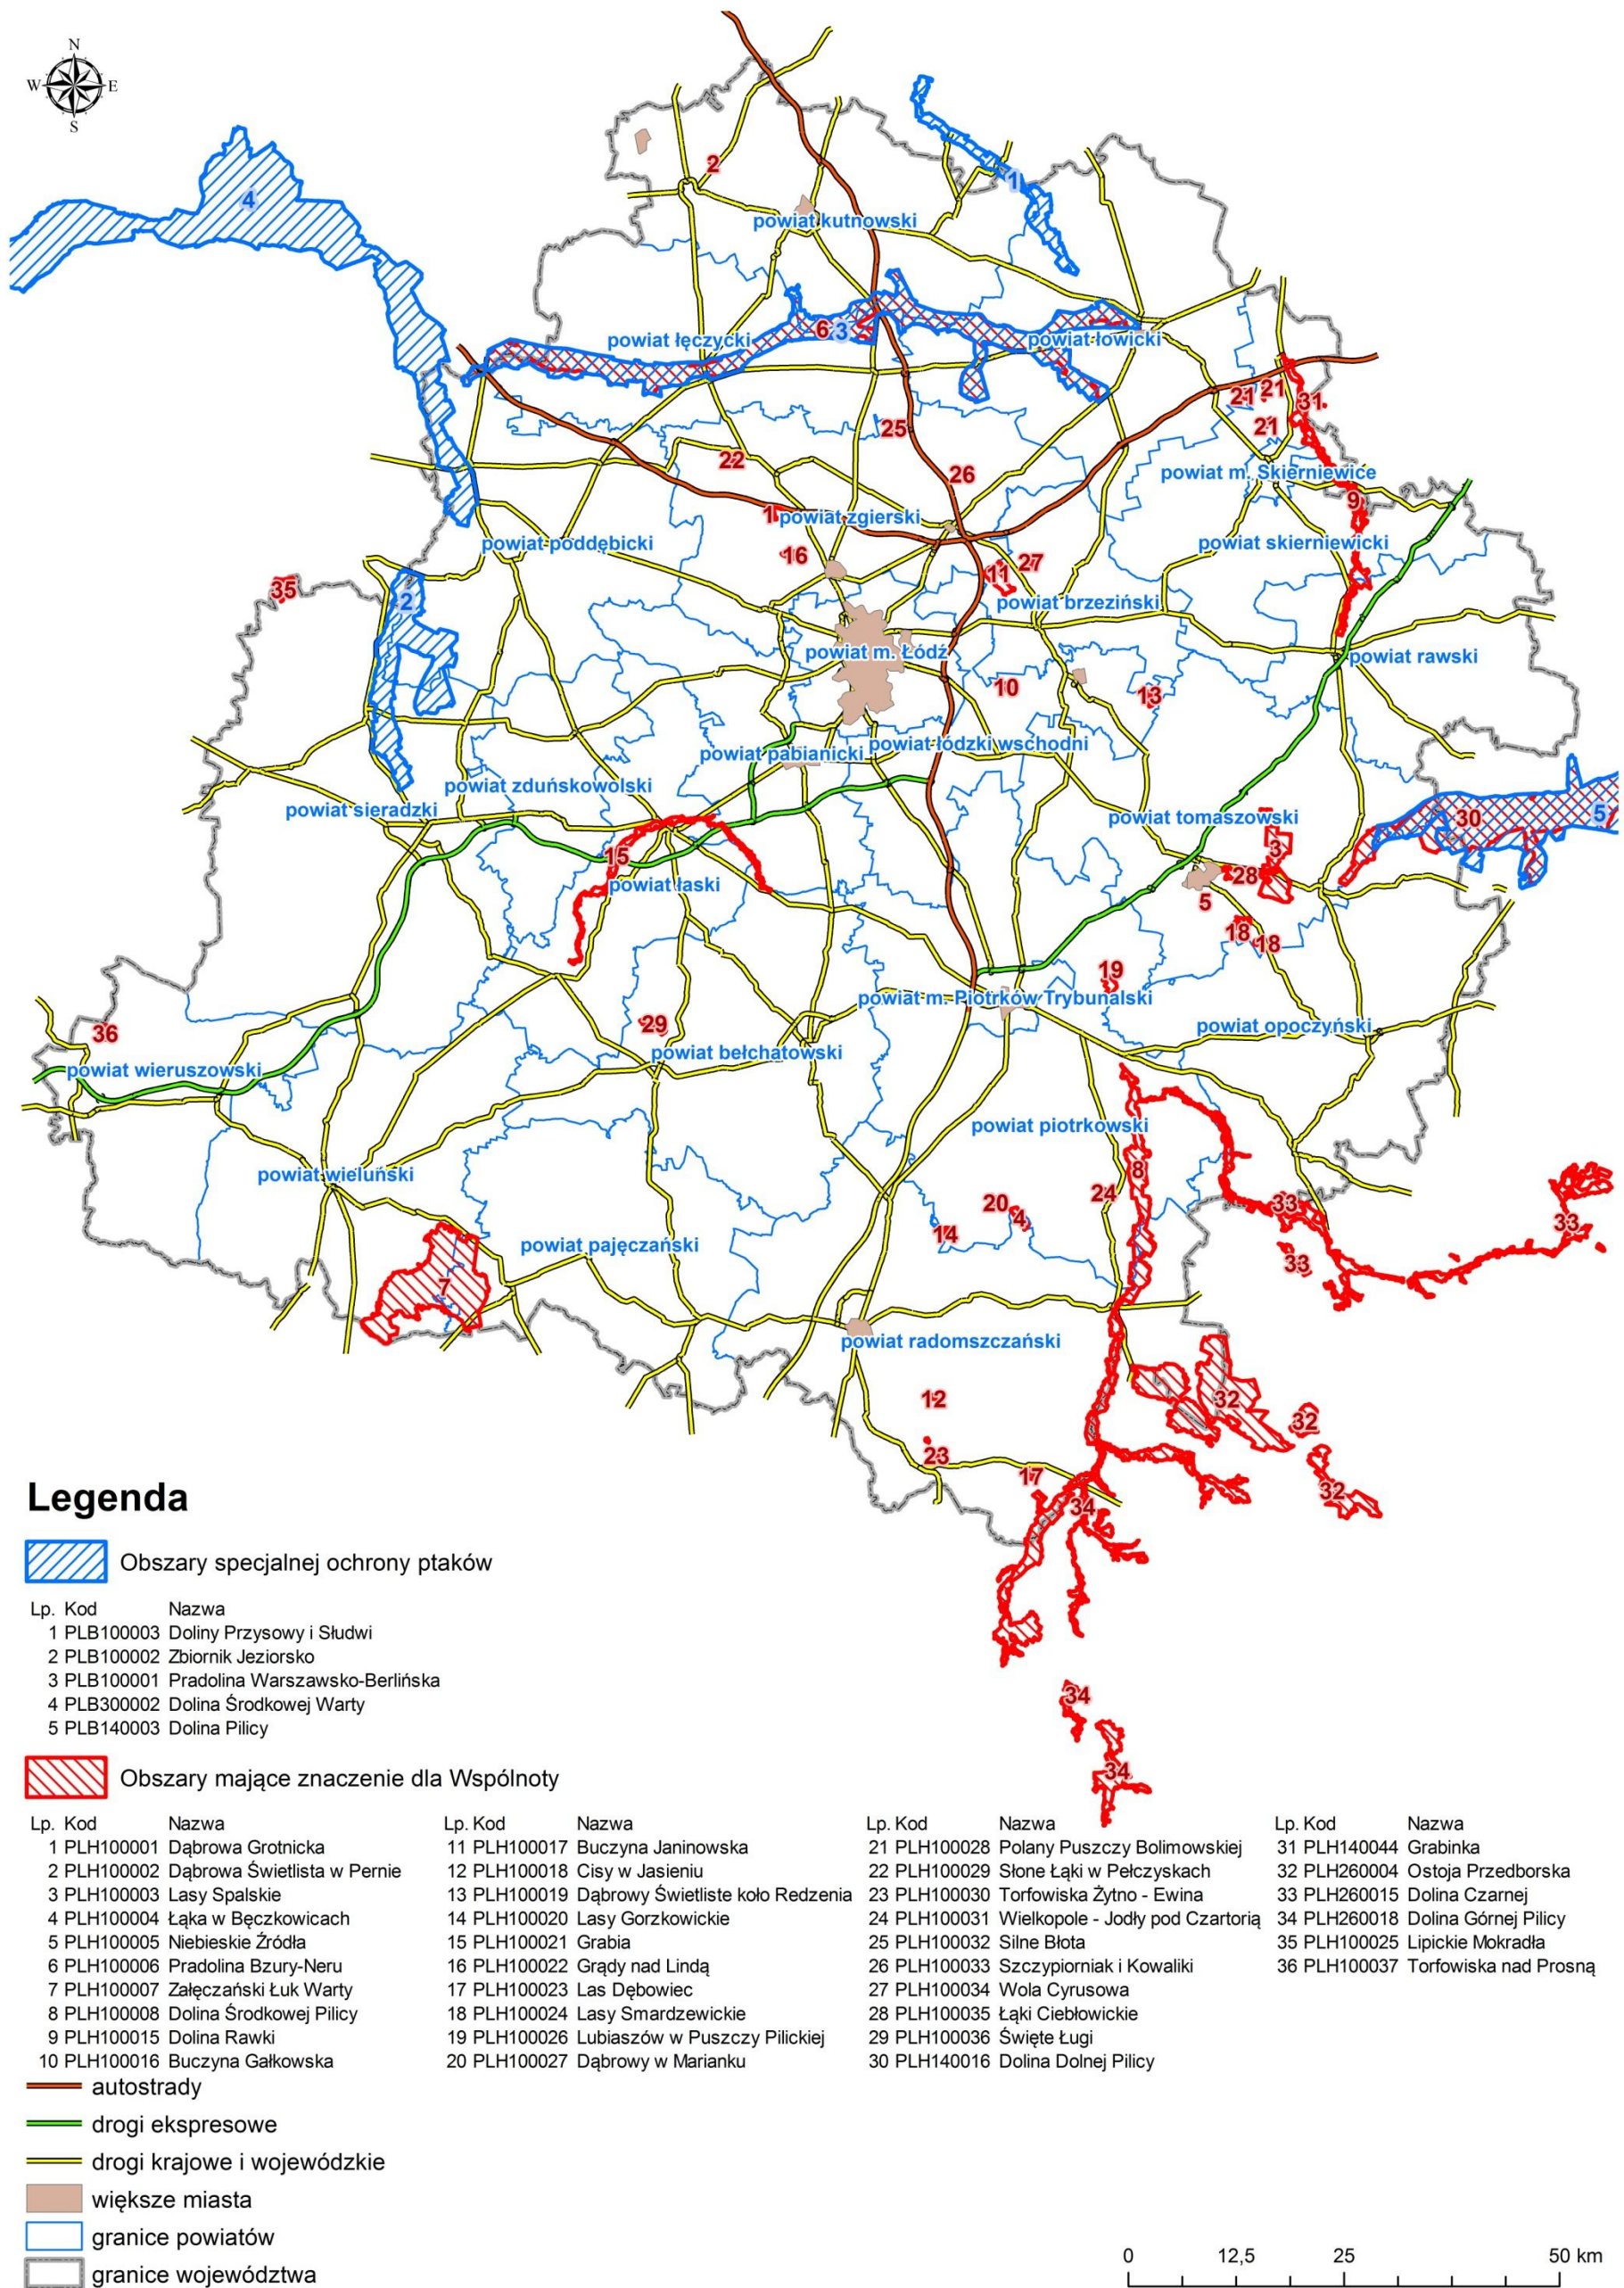 N
W E
S
4
1
2
powiat kutnowski
powiat łęczycki
6 3
powiat łowicki
21 21 31
25
21
22
26
powiat m. Skierniewice
9
1 powiat zgierski
powiat poddębicki
powiat skierniewicki
16
11 27
35
2
powiat brzeziński
powiat m. Łódź
powiat rawski
10
13
powiat pabianicki
powiat łódzki wschodni
powiat zduńskowolski
powiat sieradzki
powiat tomaszowski
30
5
3
15
powiat łaski
28
5
18
18
19
powiat m. Piotrków Trybunalski
29
36
powiat opoczyński
powiat bełchatowski
powiat wieruszowski
powiat piotrkowski
8
powiat wieluński
24
20
4
33
33
14
powiat pajęczański
33
7
powiat radomszczański
12
32
32
23
17
32
34
34
34
Legenda
Obszary specjalnej ochrony ptaków
Lp. Kod Nazwa
1 PLB100003 Doliny Przysowy i Słudwi
2 PLB100002 Zbiornik Jeziorsko
3 PLB100001 Pradolina Warszawsko-Berlińska
4 PLB300002 Dolina Środkowej Warty
5 PLB140003 Dolina Pilicy
Obszary mające znaczenie dla Wspólnoty
Lp. Kod Nazwa
1 PLH100001 Dąbrowa Grotnicka
2 PLH100002 Dąbrowa Świetlista w Pernie
3 PLH100003 Lasy Spalskie
4 PLH100004 Łąka w Bęczkowicach
5 PLH100005 Niebieskie Źródła
6 PLH100006 Pradolina Bzury-Neru
7 PLH100007 Załęczański Łuk Warty
8 PLH100008 Dolina Środkowej Pilicy
9 PLH100015 Dolina Rawki
10 PLH100016 Buczyna Gałkowska
Lp. Kod Nazwa
11 PLH100017 Buczyna Janinowska
12 PLH100018 Cisy w Jasieniu
13 PLH100019 Dąbrowy Świetliste koło Redzenia
14 PLH100020 Lasy Gorzkowickie
15 PLH100021 Grabia
16 PLH100022 Grądy nad Lindą
17 PLH100023 Las Dębowiec
18 PLH100024 Lasy Smardzewickie
19 PLH100026 Lubiaszów w Puszczy Pilickiej
20 PLH100027 Dąbrowy w Marianku
Lp. Kod Nazwa
21 PLH100028 Polany Puszczy Bolimowskiej
22 PLH100029 Słone Łąki w Pełczyskach
23 PLH100030 Torfowiska Żytno - Ewina
24 PLH100031 Wielkopole - Jodły pod Czartorią
25 PLH100032 Silne Błota
26 PLH100033 Szczypiorniak i Kowaliki
27 PLH100034 Wola Cyrusowa
28 PLH100035 Łąki Ciebłowickie
29 PLH100036 Święte Ługi
30 PLH140016 Dolina Dolnej Pilicy
Lp. Kod Nazwa
31 PLH140044 Grabinka
32 PLH260004 Ostoja Przedborska
33 PLH260015 Dolina Czarnej
34 PLH260018 Dolina Górnej Pilicy
35 PLH100025 Lipickie Mokradła
36 PLH100037 Torfowiska nad Prosną
autostrady
drogi ekspresowe
drogi krajowe i wojewódzkie
większe miasta
granice powiatów
granice województwa
0 12,5 25 50 km